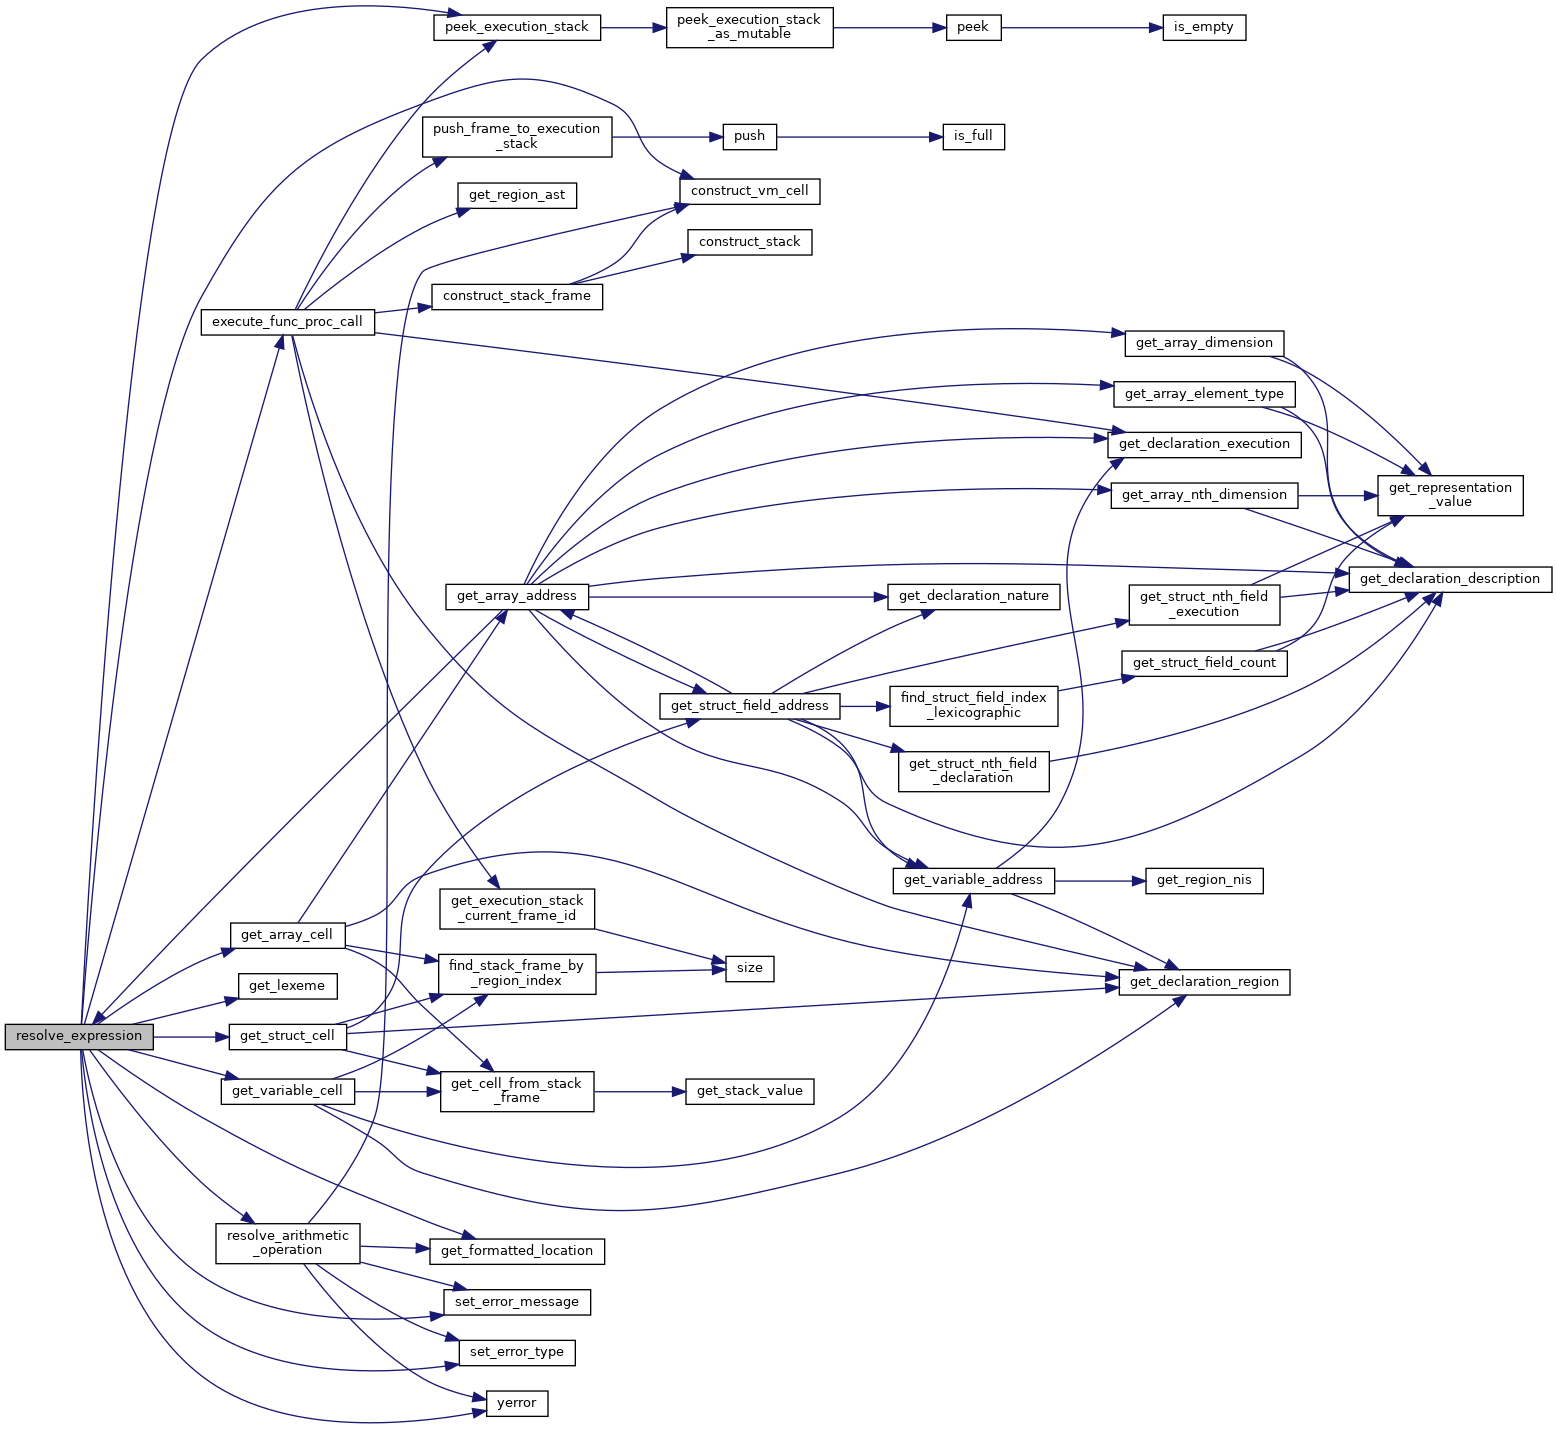 peek_execution_stack
peek_execution_stack
_as_mutable
peek
is_empty
push_frame_to_execution
_stack
push
is_full
get_region_ast
construct_vm_cell
construct_stack
construct_stack_frame
execute_func_proc_call
get_array_dimension
get_array_element_type
get_declaration_execution
get_array_nth_dimension
get_representation
_value
get_declaration_description
get_array_address
get_declaration_nature
get_struct_nth_field
_execution
get_struct_field_count
get_struct_field_address
find_struct_field_index
_lexicographic
get_struct_nth_field
_declaration
get_variable_address
get_region_nis
get_execution_stack
_current_frame_id
get_array_cell
find_stack_frame_by
_region_index
size
get_declaration_region
get_lexeme
resolve_expression
get_struct_cell
get_variable_cell
get_cell_from_stack
_frame
get_stack_value
resolve_arithmetic
_operation
get_formatted_location
set_error_message
set_error_type
yerror